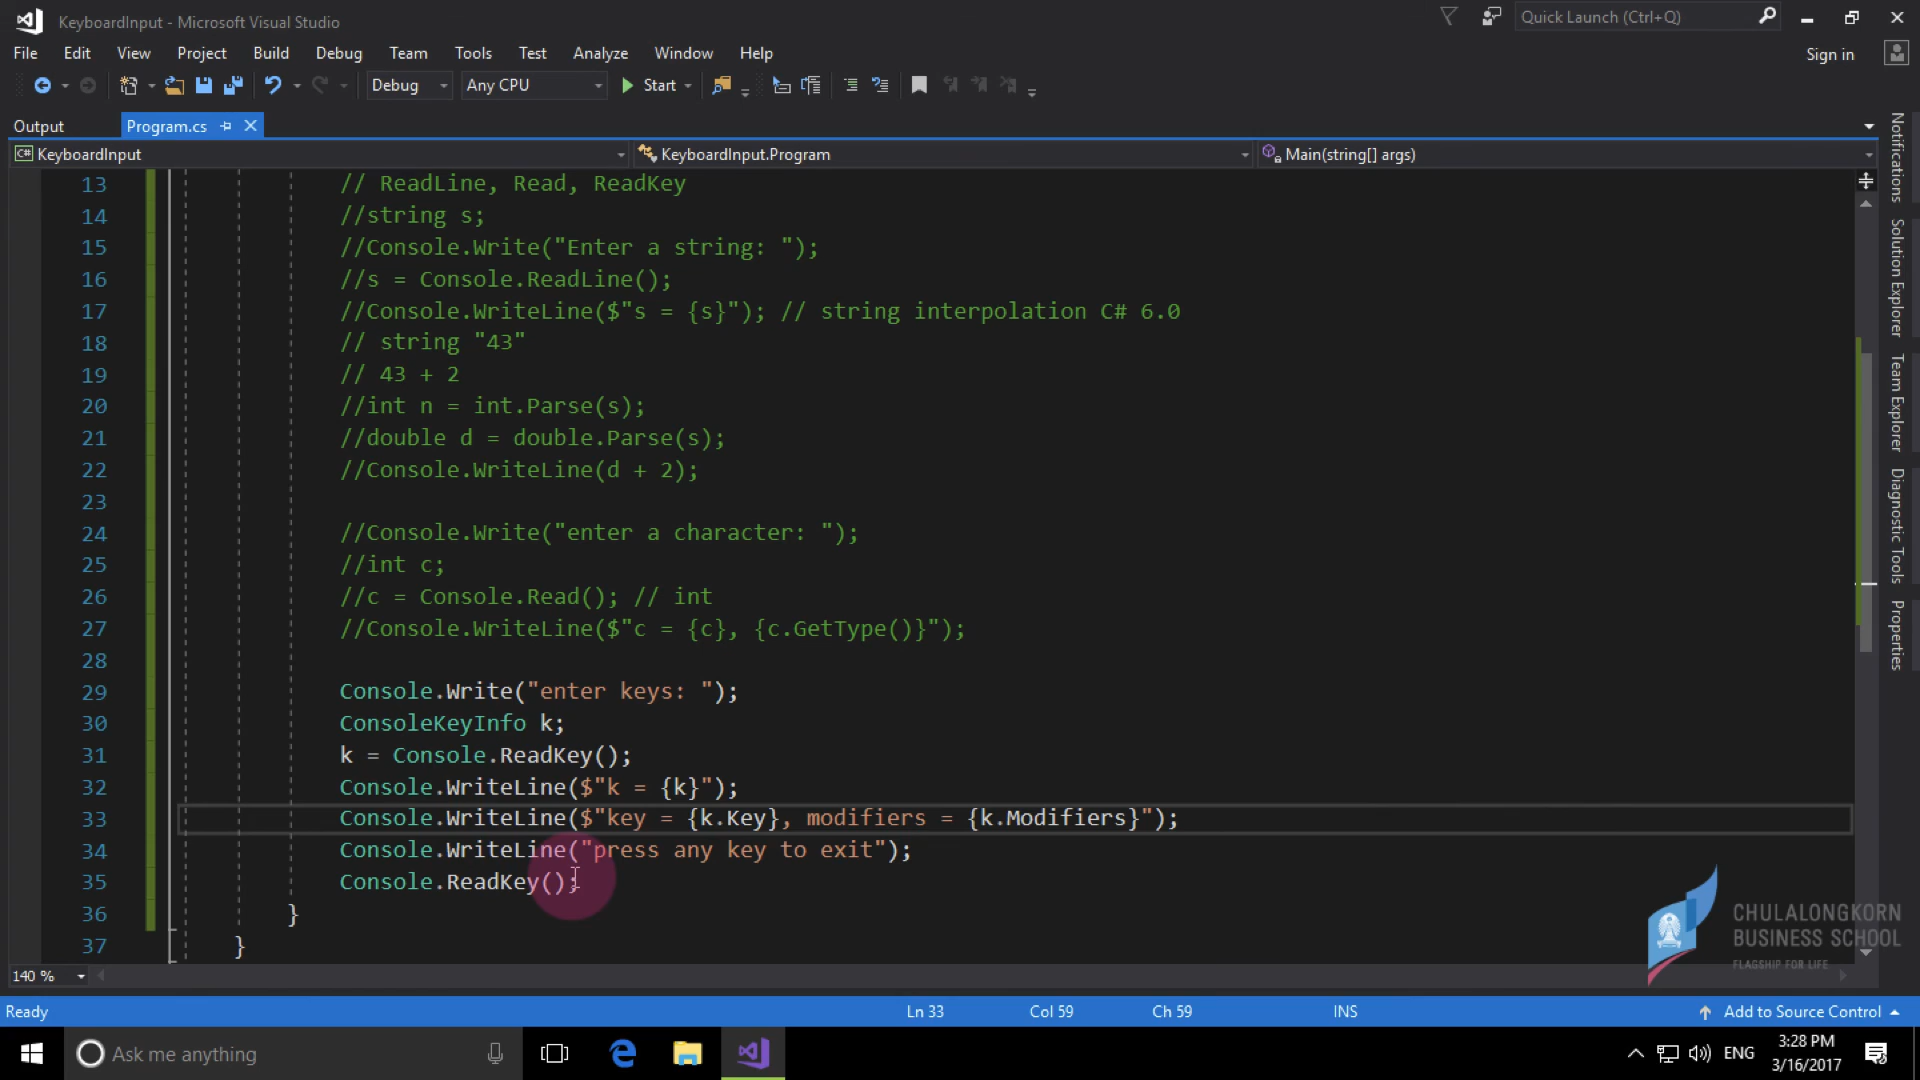 KeyboardInput - Microsoft Visual Studio
Quick Launch (Ctrl+Q)
File Edit View Project Build Debug Team Tools Test Analyze Window Help
Sign in
Debug Any CPU Start
Output Program.cs
C# KeyboardInput KeyboardInput.Program Main(string[] args)
13 // ReadLine, Read, ReadKey
14 //string s;
15 //Console.Write("Enter a string: ");
16 //s = Console.ReadLine();
17 //Console.WriteLine($"s = {s}"); // string interpolation C# 6.0
18 // string "43"
19 // 43 + 2
20 //int n = int.Parse(s);
21 //double d = double.Parse(s);
22 //Console.WriteLine(d + 2);
23
24 //Console.Write("enter a character: ");
25 //int c;
26 //c = Console.Read(); // int
27 //Console.WriteLine($"c = {c}, {c.GetType()}");
28
29 Console.Write("enter keys: ");
30 ConsoleKeyInfo k;
31 k = Console.ReadKey();
32 Console.WriteLine($"k = {k}");
33 Console.WriteLine($"key = {k.Key}, modifiers = {k.Modifiers}");
34 Console.WriteLine("press any key to exit");
35 Console.ReadKey();
36 }
37 }
Notifications
Solution Explorer
Team Explorer
Diagnostic Tools
Properties
CHULALONGKORN
BUSINESS SCHOOL
FLAGSHIP FOR LIFE
140 %
Ready Ln 33 Col 59 Ch 59 INS Add to Source Control
Ask me anything
ENG
3:28 PM
3/16/2017